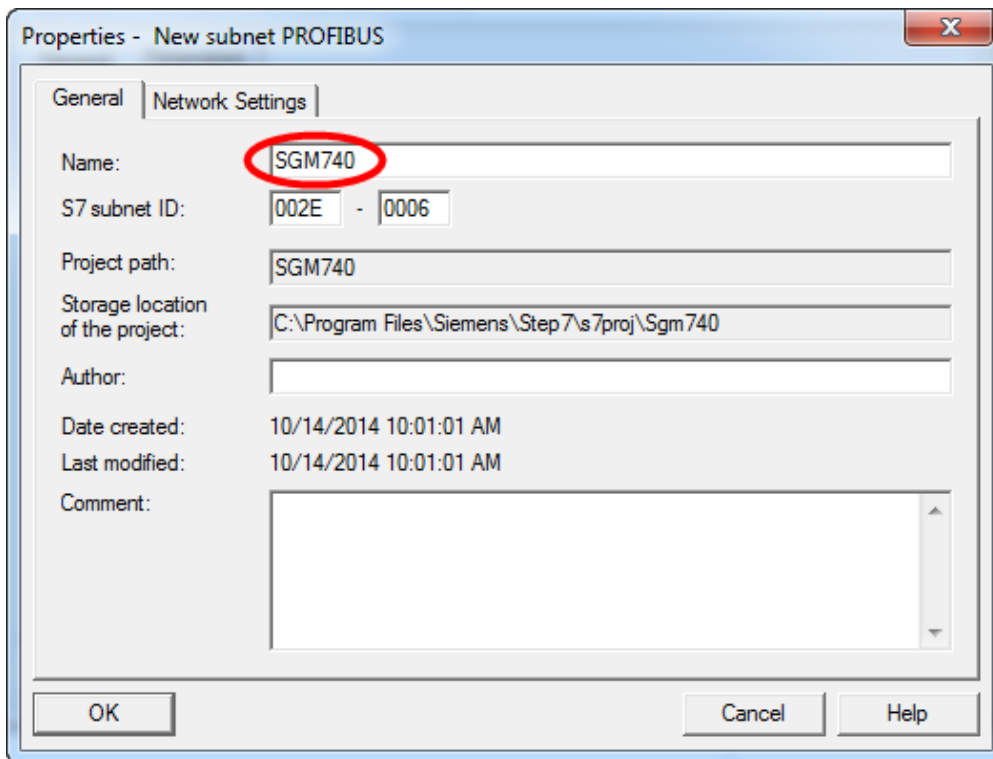 Properties - New subnet PROFIBUS
General
Network Settings
Name:
SGM740
S7 subnet ID:
002E - 0006
Project path:
SGM740
Storage location
of the project:
C:\Program Files\Siemens\Step7\s7proj\Sgm740
Author:
Date created:
10/14/2014 10:01:01 AM
Last modified:
10/14/2014 10:01:01 AM
Comment:
OK
Cancel
Help